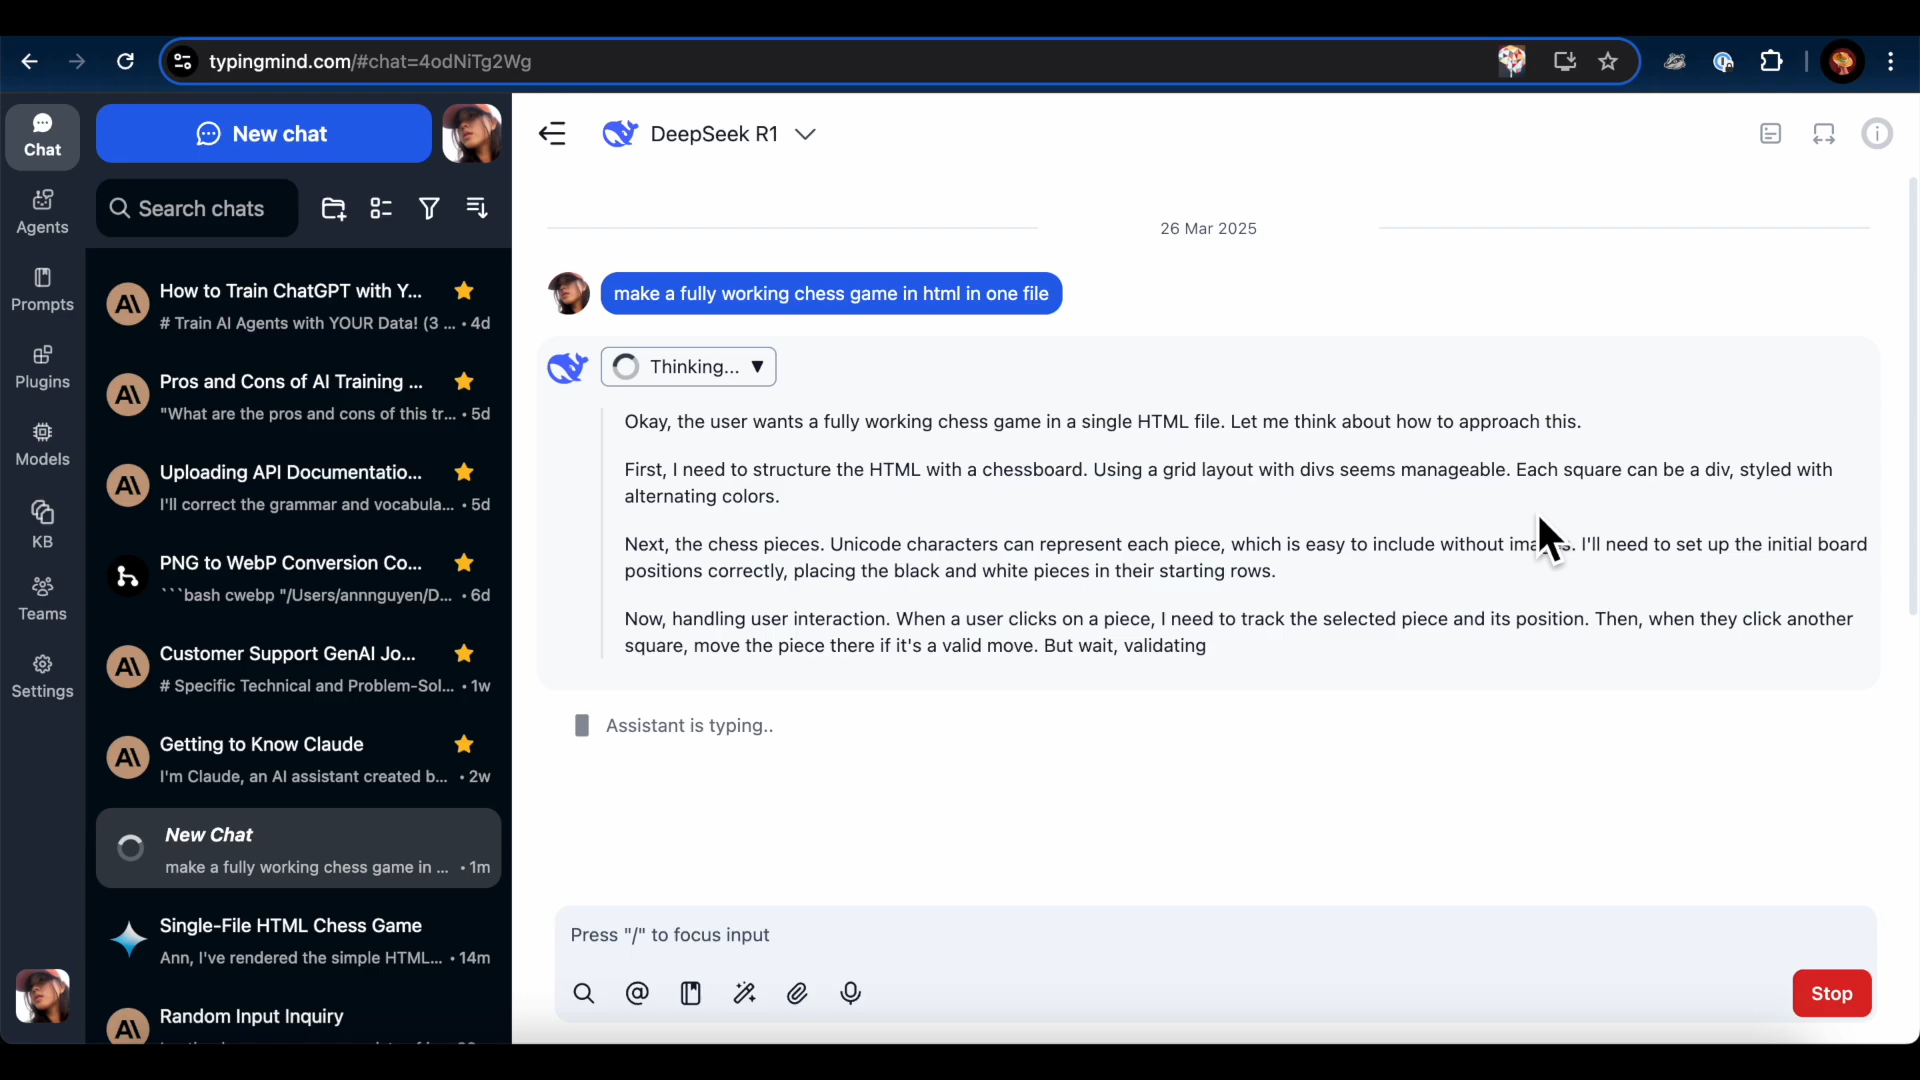 typingmind.com/#chat=4odNiTg2Wg
Chat
Agents
Prompts
Plugins
Models
KB
Teams
Settings
New chat
Search chats
How to Train ChatGPT with Y...
# Train AI Agents with YOUR Data! (3 ... • 4d
Pros and Cons of AI Training ...
"What are the pros and cons of this tr... • 5d
Uploading API Documentatio...
I'll correct the grammar and vocabula... • 5d
PNG to WebP Conversion Co...
```bash cwebp "/Users/annnguyen/D... • 6d
Customer Support GenAI Jo...
# Specific Technical and Problem-Sol... • 1w
Getting to Know Claude
I'm Claude, an AI assistant created b... • 2w
New Chat
make a fully working chess game in ... • 1m
Single-File HTML Chess Game
Ann, I've rendered the simple HTML... • 14m
Random Input Inquiry
DeepSeek R1
26 Mar 2025
make a fully working chess game in html in one file
Thinking...
Okay, the user wants a fully working chess game in a single HTML file. Let me think about how to approach this.
First, I need to structure the HTML with a chessboard. Using a grid layout with divs seems manageable. Each square can be a div, styled with
alternating colors.
Next, the chess pieces. Unicode characters can represent each piece, which is easy to include without I'll need to set up the initial board
positions correctly, placing the black and white pieces in their starting rows.
Now, handling user interaction. When a user clicks on a piece, I need to track the selected piece and its position. Then, when they click another
square, move the piece there if it's a valid move. But wait, validating
Assistant is typing..
Press "/" to focus input
Stop